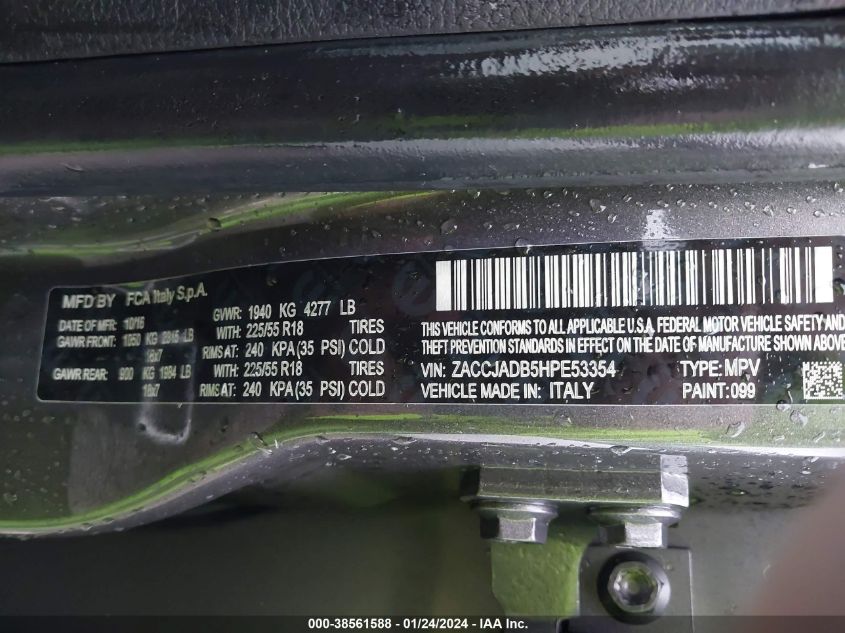 MFD BY FCA Italy S.p.A.
DATE OF MFR. 10/16 GVWR: 1940 KG 4277 LB
GAWR FRONT: KG LB WITH: 225/55 R18 TIRES
18x7 RIMS AT: 240 KPA (35 PSI) COLD
GAWR REAR: 900 KG 1984 LB WITH: 225/55 R18 TIRES
18x7 RIMS AT: 240 KPA (35 PSI) COLD
THIS VEHICLE CONFORMS TO ALL APPLICABLE U.S.A. FEDERAL MOTOR VEHICLE SAFETY AND
THEFT PREVENTION STANDARDS IN EFFECT ON THE DATE OF MANUFACTURE SHOWN ABOVE
VIN: ZACCJADB5HPE53354 TYPE: MPV
VEHICLE MADE IN: ITALY PAINT: 099
000-38561588 - 01/24/2024 - IAA Inc.